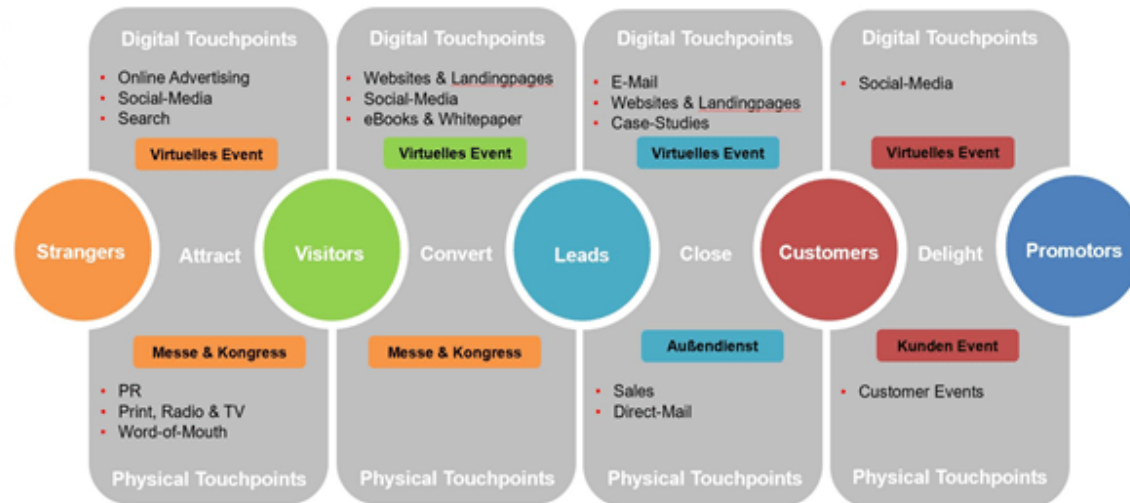 Digital Touchpoints
Online Advertising
Social-Media
Search
Virtuelles Event
Digital Touchpoints
Websites & Landingpages
Social-Media
eBooks & Whitepaper
Virtuelles Event
Digital Touchpoints
E-Mail
Websites & Landingpages
Case-Studies
Virtuelles Event
Digital Touchpoints
Social-Media
Virtuelles Event
Strangers
Attract
Visitors
Convert
Leads
Close
Customers
Delight
Promotors
Messe & Kongress
PR
Print, Radio & TV
Word-of-Mouth
Physical Touchpoints
Messe & Kongress
Physical Touchpoints
Außendienst
Sales
Direct-Mail
Physical Touchpoints
Kunden Event
Customer Events
Physical Touchpoints